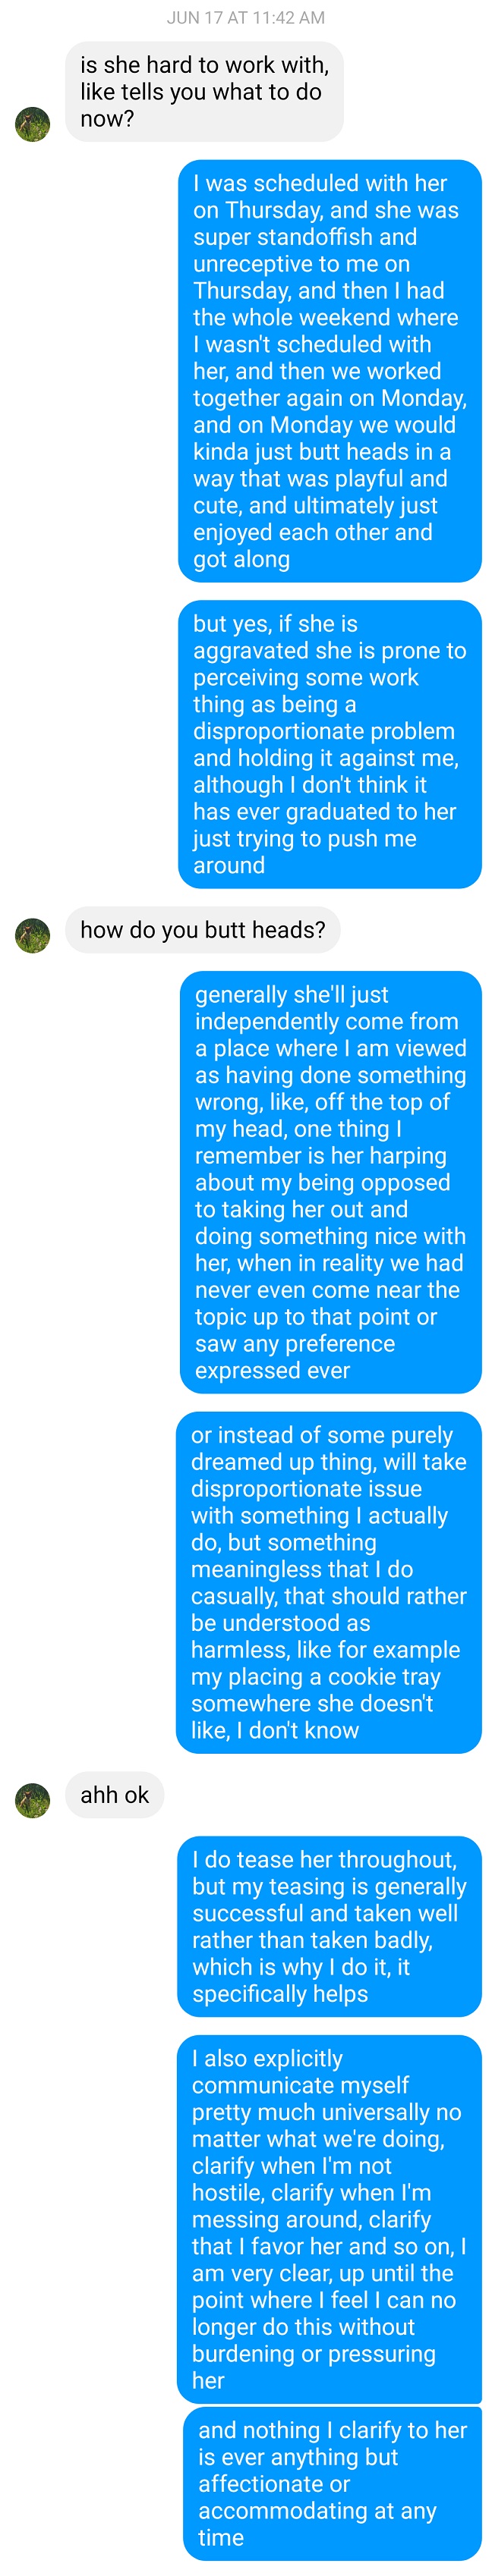 JUN 17 AT 11:42 AM
is she hard to work with,
like tells you what to do
now?
I was scheduled with her
on Thursday, and she was
super standoffish and
unreceptive to me on
Thursday, and then I had
the whole weekend where
I wasn't scheduled with
her, and then we worked
together again on Monday,
and on Monday we would
kinda just butt heads in a
way that was playful and
cute, and ultimately just
enjoyed each other and
got along
but yes, if she is
aggravated she is prone to
perceiving some work
thing as being a
disproportionate problem
and holding it against me,
although I don't think it
has ever graduated to her
just trying to push me
around
how do you butt heads?
generally she'll just
independently come from
a place where I am viewed
as having done something
wrong, like, off the top of
my head, one thing I
remember is her harping
about my being opposed
to taking her out and
doing something nice with
her, when in reality we had
never even come near the
topic up to that point or
saw any preference
expressed ever
or instead of some purely
dreamed up thing, will take
disproportionate issue
with something I actually
do, but something
meaningless that I do
casually, that should rather
be understood as
harmless, like for example
my placing a cookie tray
somewhere she doesn't
like, I don't know
ahh ok
I do tease her throughout,
but my teasing is generally
successful and taken well
rather than taken badly,
which is why I do it, it
specifically helps
I also explicitly
communicate myself
pretty much universally no
matter what we're doing,
clarify when I'm not
hostile, clarify when I'm
messing around, clarify
that I favor her and so on, I
am very clear, up until the
point where I feel I can no
longer do this without
burdening or pressuring
her
and nothing I clarify to her
is ever anything but
affectionate or
accommodating at any
time